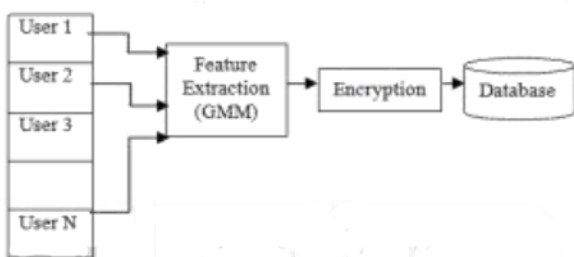 User 1
User 2
User 3
User N
Feature
Extraction
(GMM)
Encryption
Database